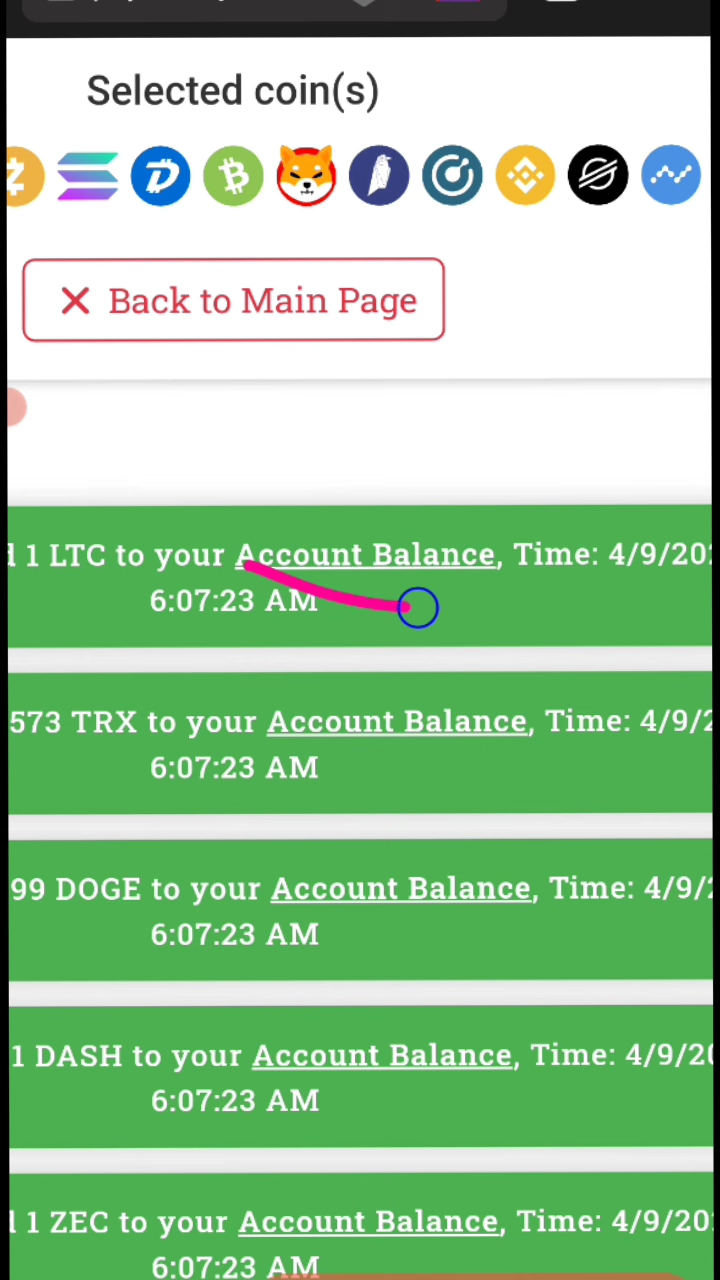 Selected coin(s)
Back to Main Page
1 LTC to your Account Balance, Time: 4/9/20
6:07:23 AM
573 TRX to your Account Balance, Time: 4/9/2
6:07:23 AM
99 DOGE to your Account Balance, Time: 4/9/2
6:07:23 AM
1 DASH to your Account Balance, Time: 4/9/20
6:07:23 AM
1 ZEC to your Account Balance, Time: 4/9/20
6:07:23 AM